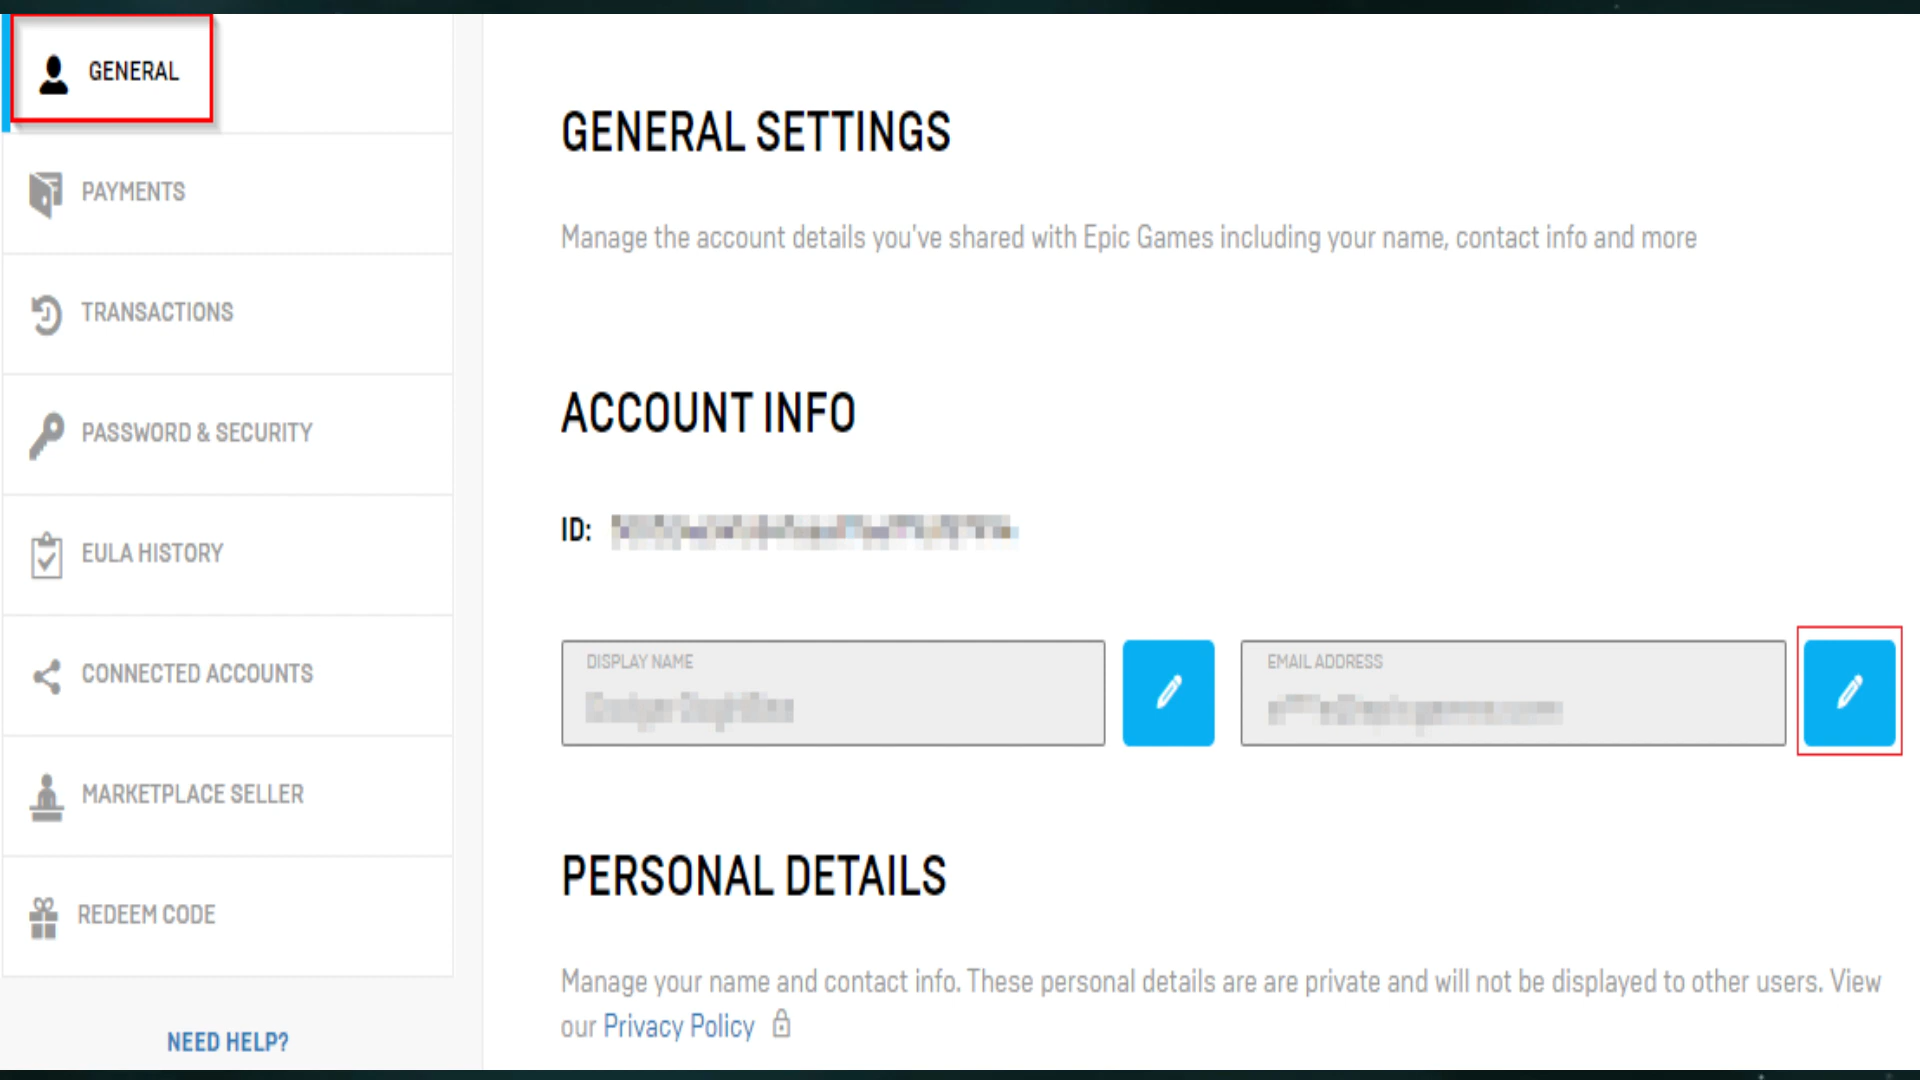 GENERAL
PAYMENTS
TRANSACTIONS
PASSWORD & SECURITY
EULA HISTORY
CONNECTED ACCOUNTS
MARKETPLACE SELLER
REDEEM CODE
NEED HELP?
GENERAL SETTINGS
Manage the account details you've shared with Epic Games including your name, contact info and more
ACCOUNT INFO
ID:
DISPLAY NAME
EMAIL ADDRESS
PERSONAL DETAILS
Manage your name and contact info. These personal details are are private and will not be displayed to other users. View
our Privacy Policy